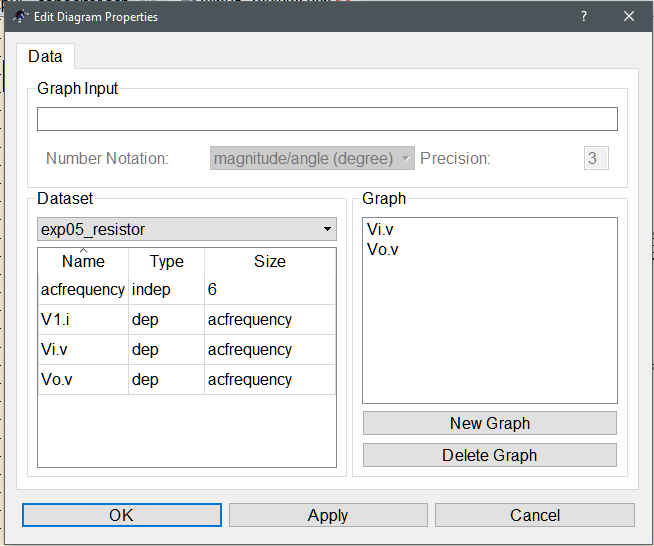 Edit Diagram Properties
Data
Graph Input
Number Notation: magnitude/angle (degree) Precision: 3
Dataset
exp05_resistor
Name Type Size
acfrequency indep 6
V1.i dep acfrequency
Vi.v dep acfrequency
Vo.v dep acfrequency
Graph
Vi.v
Vo.v
New Graph
Delete Graph
OK Apply Cancel